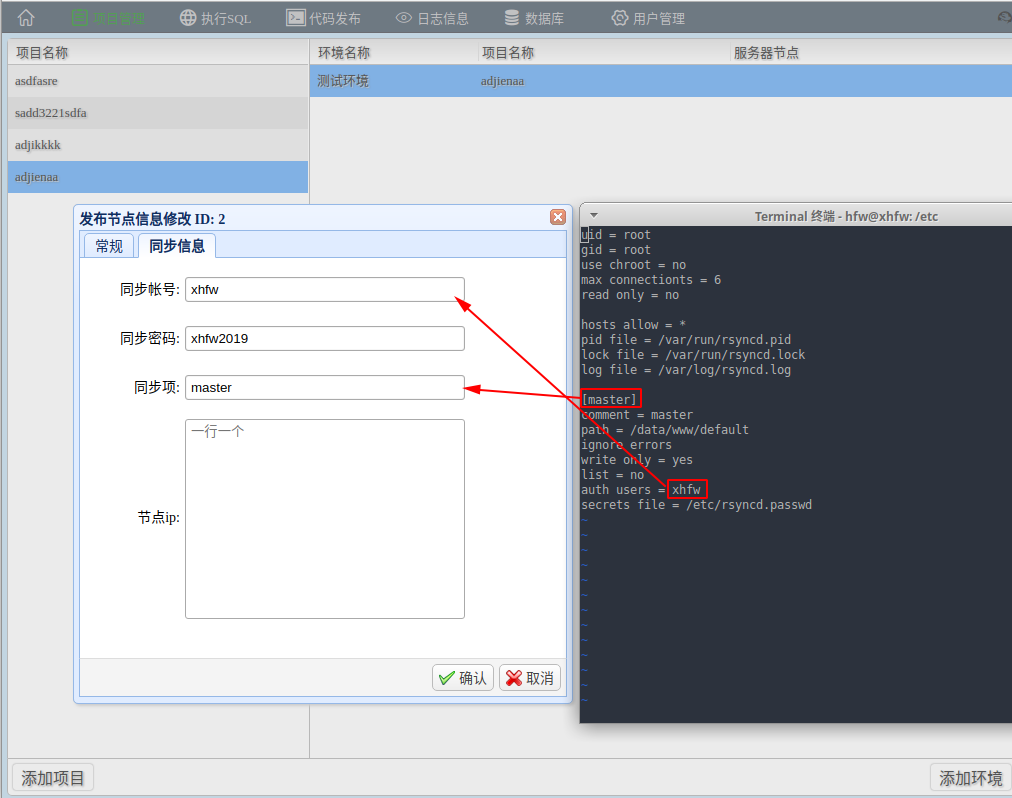 项目管理 执行SQL 代码发布 日志信息 数据库 用户管理
项目名称 环境名称 项目名称 服务器节点
asdfasre 测试环境 adjienaa
sadd3221sdfa
adjikkkk
adjienaa
发布节点信息修改 ID: 2
常规 同步信息
同步帐号: xhfw
同步密码: xhfw2019
同步项: master
节点ip: 一行一个
确认 取消
Terminal 终端 - hfw@xhfw: /etc
uid = root
gid = root
use chroot = no
max connectionts = 6
read only = no
hosts allow = *
pid file = /var/run/rsyncd.pid
lock file = /var/run/rsyncd.lock
log file = /var/log/rsyncd.log
[master]
comment = master
path = /data/www/default
ignore errors
write only = yes
list = no
auth users = xhfw
secrets file = /etc/rsyncd.passwd
~
~
~
~
~
~
~
~
~
~
~
~
~
添加项目 添加环境